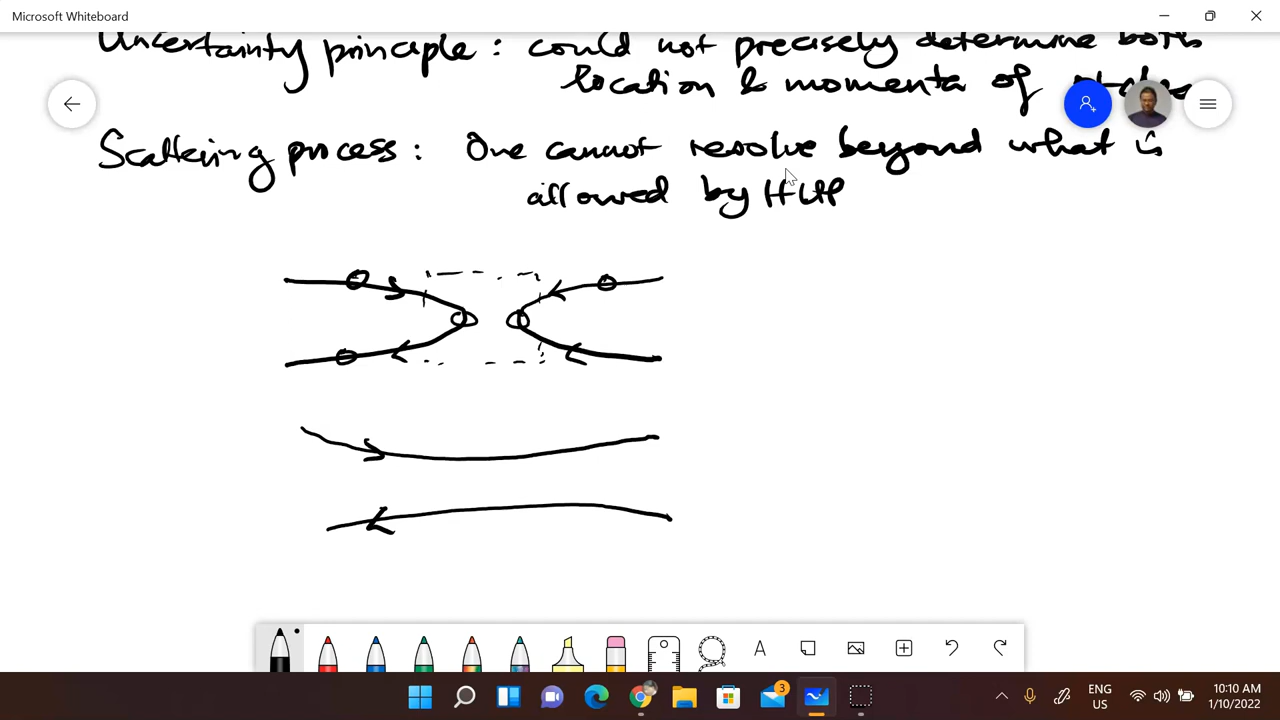 Microsoft Whiteboard
Uncertainty principle : could not precisely determine both
location & momenta of
Scattering process : One cannot resolve beyond what is
allowed by HUP
A
3
ENG
US
10:10 AM
1/10/2022